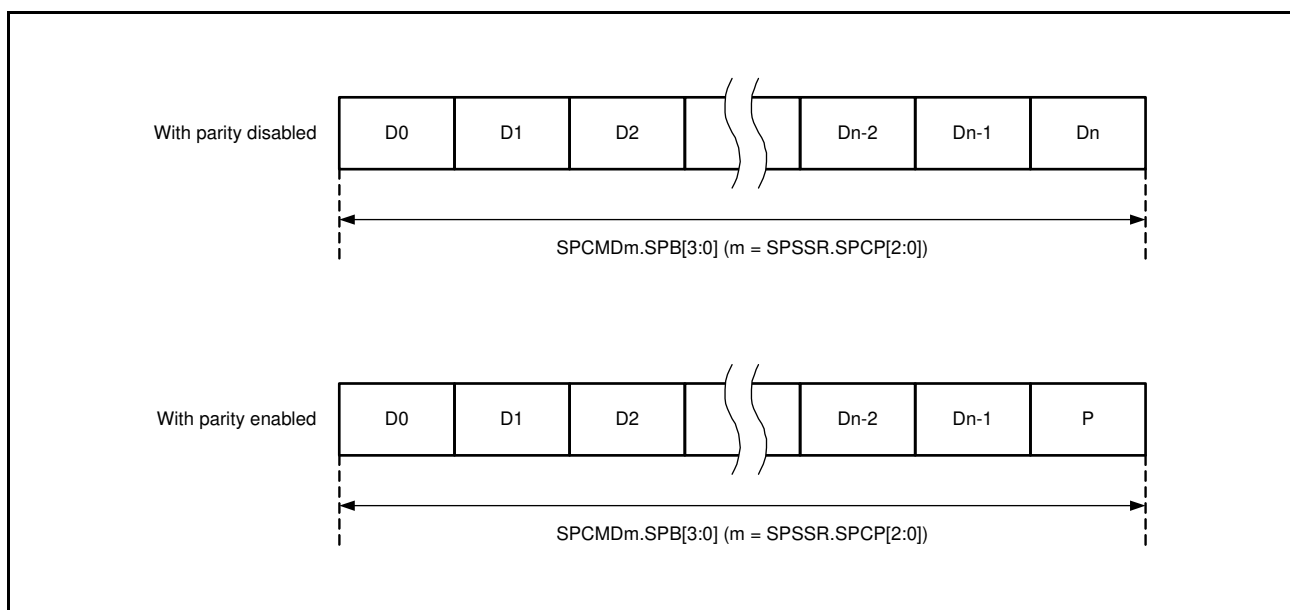 With parity disabled D0 D1 D2 Dn-2 Dn-1 Dn
SPCMDm.SPB[3:0] (m = SPSSR.SPCP[2:0])
With parity enabled D0 D1 D2 Dn-2 Dn-1 P
SPCMDm.SPB[3:0] (m = SPSSR.SPCP[2:0])